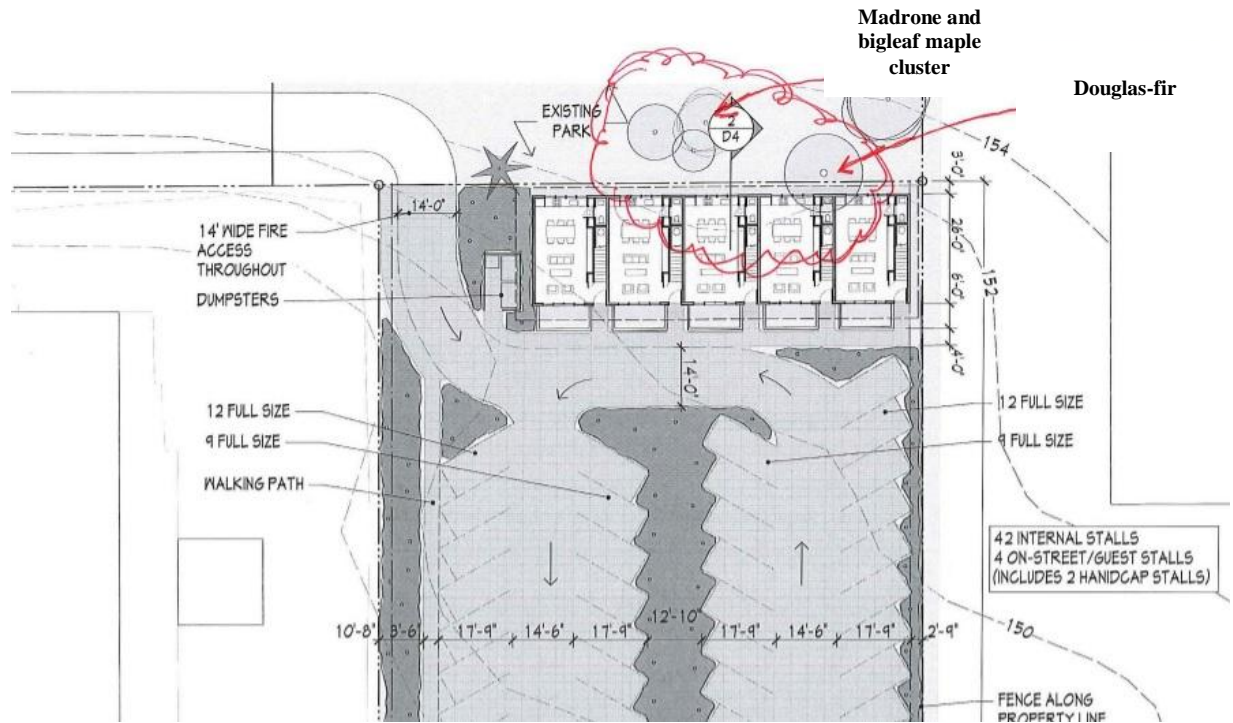 Madrone and
bigleaf maple
cluster
Douglas-fir
EXISTING
PARK
2
D4
154
3'-0"
14'-0"
14' WIDE FIRE
ACCESS
THROUGHOUT
DUMPSTERS
26'-0"
6'-0"
152
4'-0"
14'-0"
12 FULL SIZE
9 FULL SIZE
WALKING PATH
12 FULL SIZE
9 FULL SIZE
42 INTERNAL STALLS
4 ON-STREET/GUEST STALLS
(INCLUDES 2 HANDCAP STALLS)
10'-8" 3'-6" 17'-9" 14'-6" 17'-9" 12'-10" 17'-9" 14'-6" 17'-9" 2'-9"
150
FENCE ALONG
PROPERTY LINE